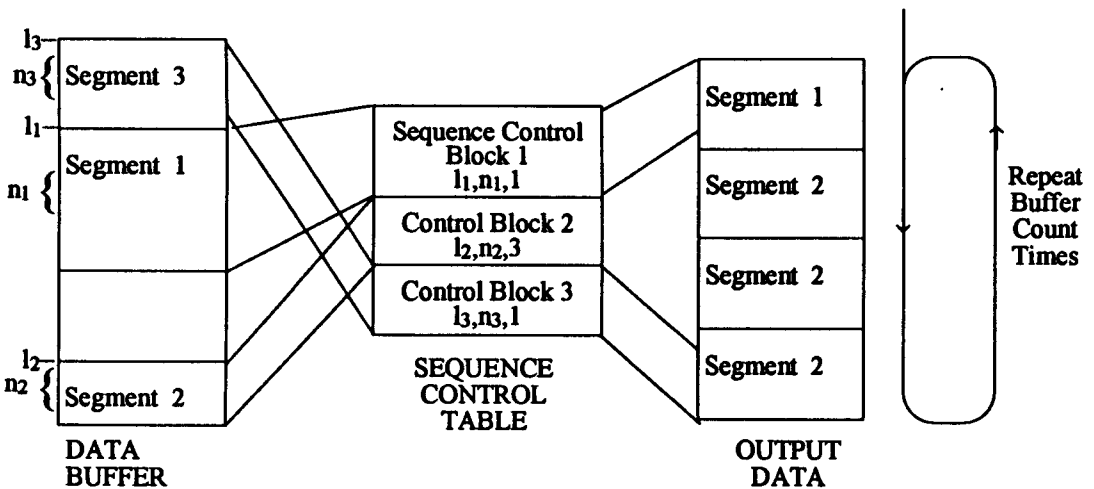 l3
n3
Segment 3
l1
Segment 1
n1
l2
n2
Segment 2
DATA
BUFFER
Sequence Control
Block 1
l1,n1,1
Control Block 2
l2,n2,3
Control Block 3
l3,n3,1
SEQUENCE
CONTROL
TABLE
Segment 1
Segment 2
Segment 2
Segment 2
OUTPUT
DATA
Repeat
Buffer
Count
Times